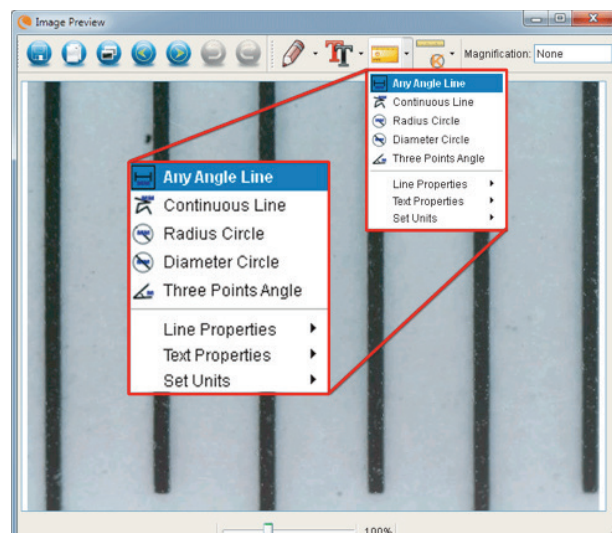 Image Preview
Magnification: None
Any Angle Line
Continuous Line
Radius Circle
Diameter Circle
Three Points Angle
Line Properties
Text Properties
Set Units
Any Angle Line
Continuous Line
Radius Circle
Diameter Circle
Three Points Angle
Line Properties
Text Properties
Set Units
100%